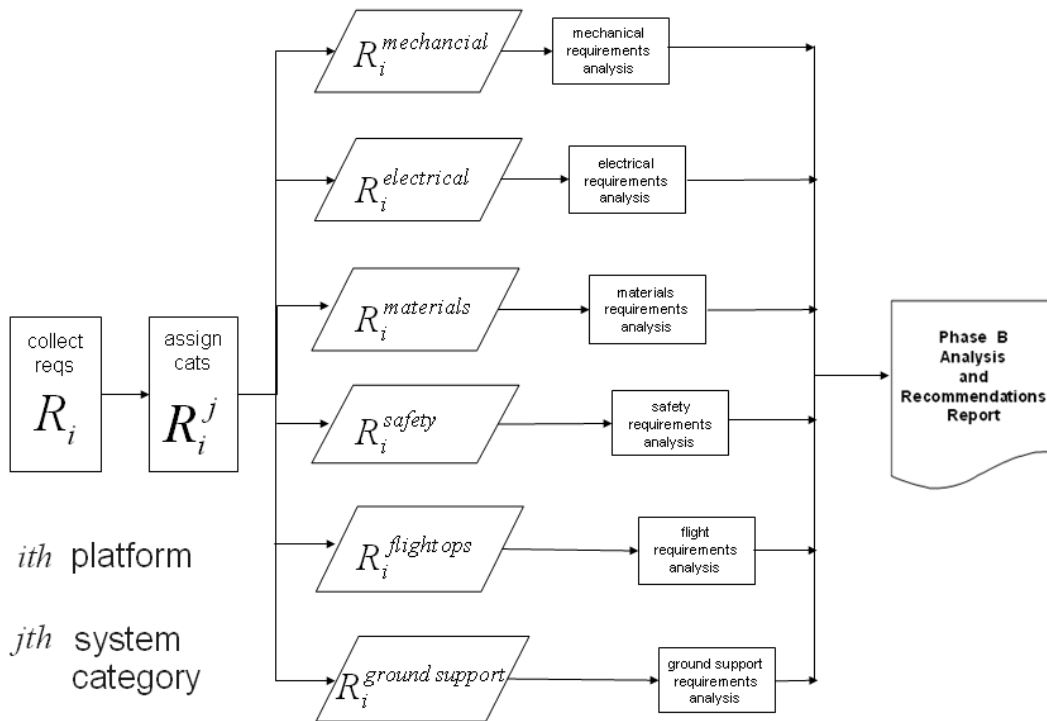 collect
reqs
R_i
assign
cats
R_i^j
R_i^mechancial
mechanical
requirements
analysis
R_i^electrical
electrical
requirements
analysis
R_i^materials
materials
requirements
analysis
R_i^safety
safety
requirements
analysis
R_i^flight ops
flight
requirements
analysis
R_i^ground support
ground support
requirements
analysis
Phase B
Analysis
and
Recommendations
Report
ith platform
jth system
category